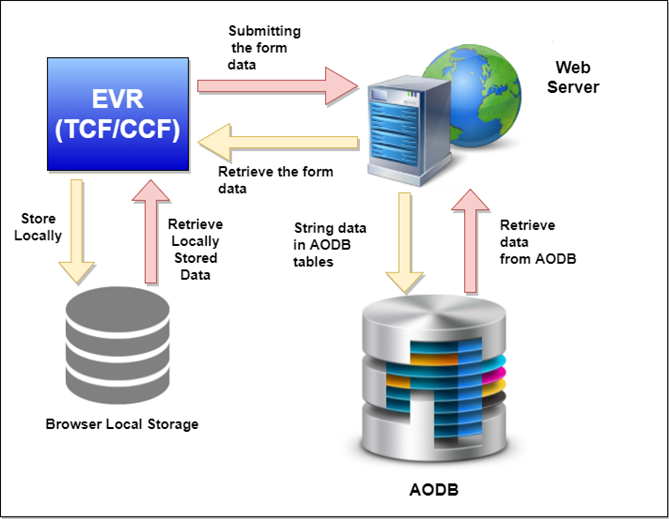 Submitting
the form
data
Web
Server
EVR
(TCF/CCF)
Retrieve the form
data
Store
Locally
Retrieve
Locally
Stored
Data
String data
in AODB
tables
Retrieve
data
from AODB
Browser Local Storage
AODB